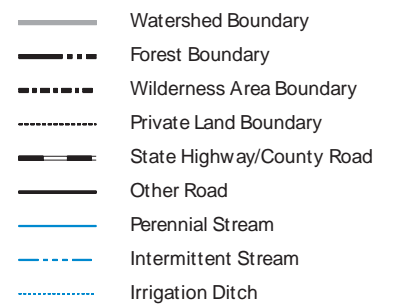 Watershed Boundary
Forest Boundary
Wilderness Area Boundary
Private Land Boundary
State Highway/County Road
Other Road
Perennial Stream
Intermittent Stream
Irrigation Ditch